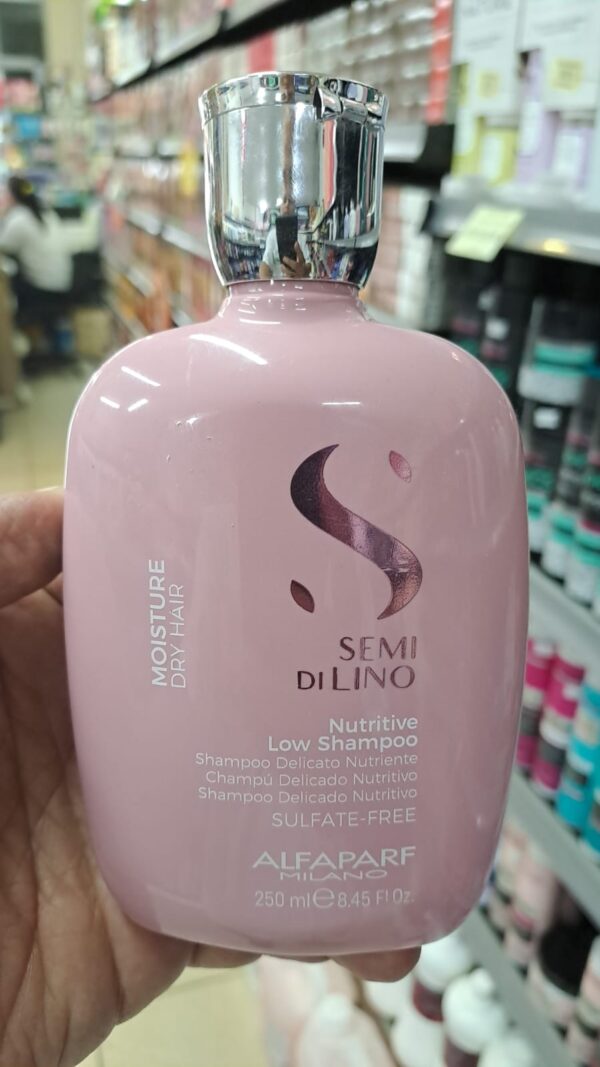 MOISTURE
DRY HAIR
SEMI
DI LINO
Nutritive
Low Shampoo
Shampoo Delicato Nutriente
Champú Delicado Nutritivo
Shampoo Delicado Nutritivo
SULFATE-FREE
ALFAPARF
MILANO
250 ml ℮ 8.45 Fl Oz.